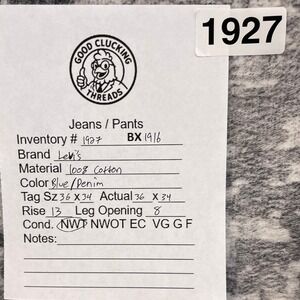 1927
GOOD CLUCKING
THREADS
Jeans / Pants
Inventory # 1927 BX 1916
Brand Levi's
Material 100% Cotton
Color Blue/Denim
Tag Sz 36 x 34 Actual 36 x 34
Rise 13 Leg Opening 8
Cond. NWT NWOT EC VG G F
Notes: